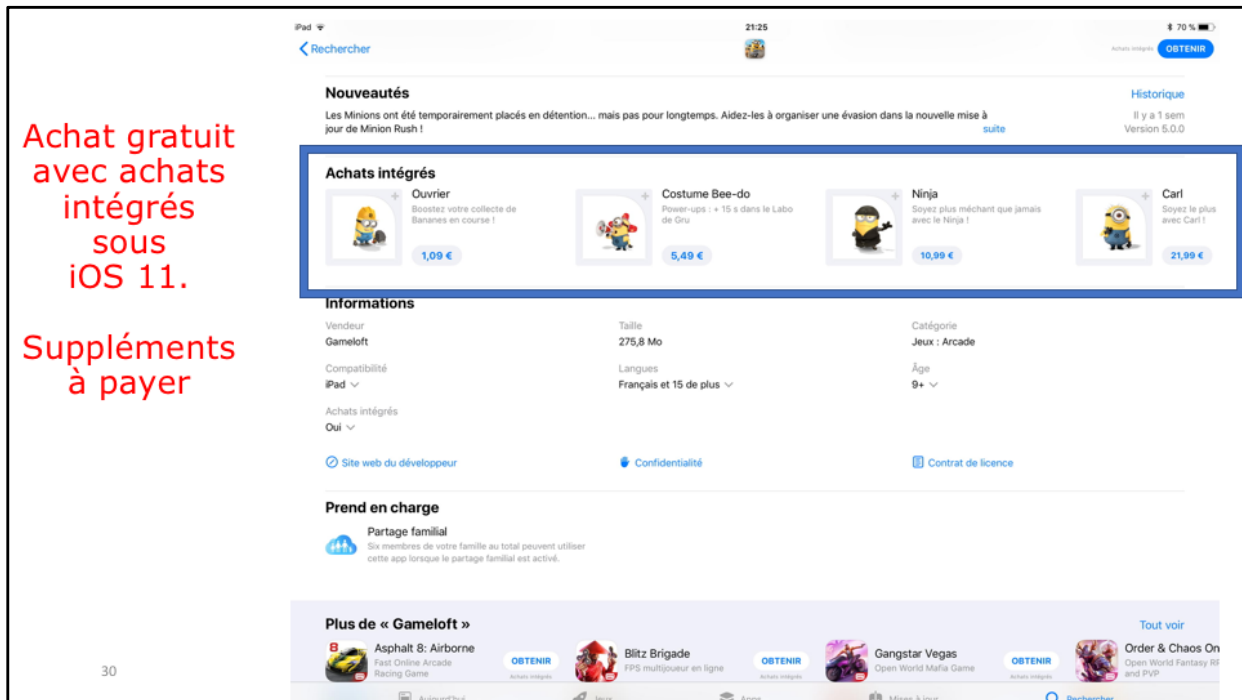 iPad
21:25
70 %
Rechercher
Achats intégrés
OBTENIR
Achat gratuit
avec achats
intégrés
sous
iOS 11.
Suppléments
à payer
Nouveautés
Historique
Les Minions ont été temporairement placés en détention... mais pas pour longtemps. Aidez-les à organiser une évasion dans la nouvelle mise à
jour de Minion Rush !
suite
Il y a 1 sem
Version 5.0.0
Achats intégrés
Ouvrier
Boostez votre collecte de
Bananes en course !
1,09 €
Costume Bee-do
Power-ups : + 15 s dans le Labo
de Gru
5,49 €
Ninja
Soyez plus méchant que jamais
avec le Ninja !
10,99 €
Carl
Soyez le plus
avec Carl !
21,99 €
Informations
Vendeur
Gameloft
Taille
275,8 Mo
Catégorie
Jeux : Arcade
Compatibilité
iPad
Langues
Français et 15 de plus
Âge
9+
Achats intégrés
Oui
Site web du développeur
Confidentialité
Contrat de licence
Prend en charge
Partage familial
Six membres de votre famille au total peuvent utiliser
cette app lorsque le partage familial est activé.
Plus de « Gameloft »
Tout voir
Asphalt 8: Airborne
Fast Online Arcade
Racing Game
OBTENIR
Achats intégrés
Blitz Brigade
FPS multijoueur en ligne
OBTENIR
Achats intégrés
Gangstar Vegas
Open World Mafia Game
OBTENIR
Achats intégrés
Order & Chaos On
Open World Fantasy RP
and PVP
Aujourd'hui
Jeux
Apps
Mises à jour
Rechercher
30